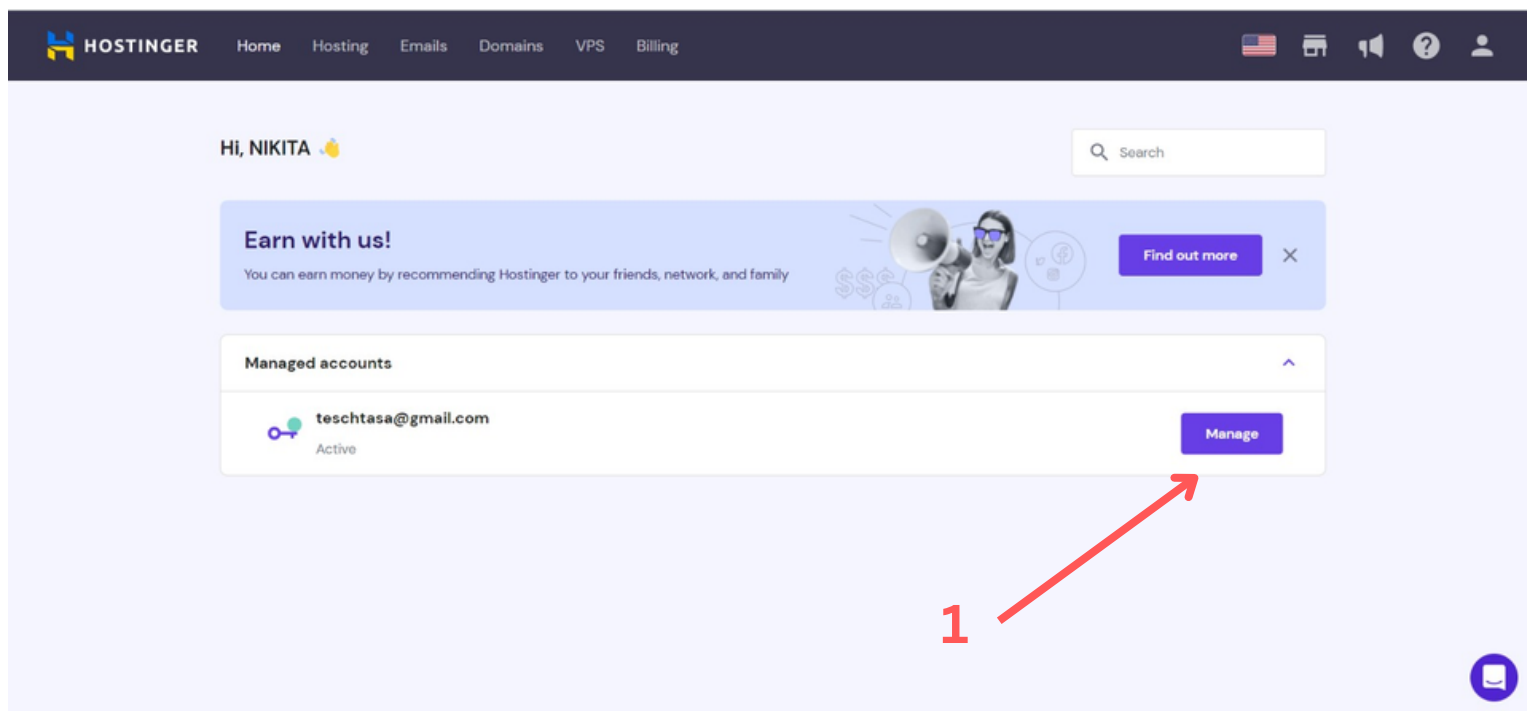 HOSTINGER Home Hosting Emails Domains VPS Billing
Hi, NIKITA
Search
Earn with us!
You can earn money by recommending Hostinger to your friends, network, and family
$$$
Find out more
Managed accounts
teschtasa@gmail.com
Active
Manage
1